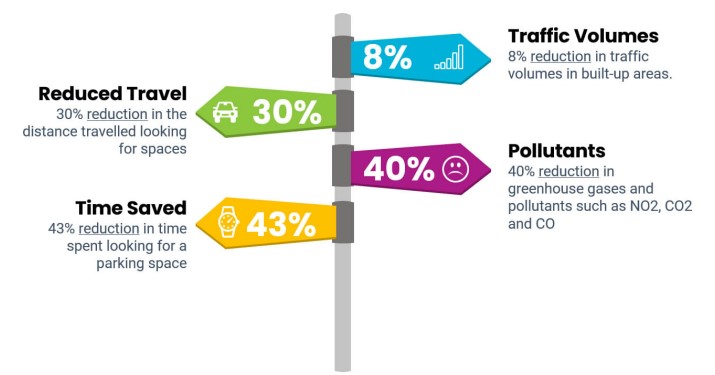 8%
Traffic Volumes
8% reduction in traffic
volumes in built-up areas.
Reduced Travel
30% reduction in the
distance travelled looking
for spaces
30%
40%
Pollutants
40% reduction in
greenhouse gases and
pollutants such as NO2, CO2
and CO
Time Saved
43% reduction in time
spent looking for a
parking space
43%